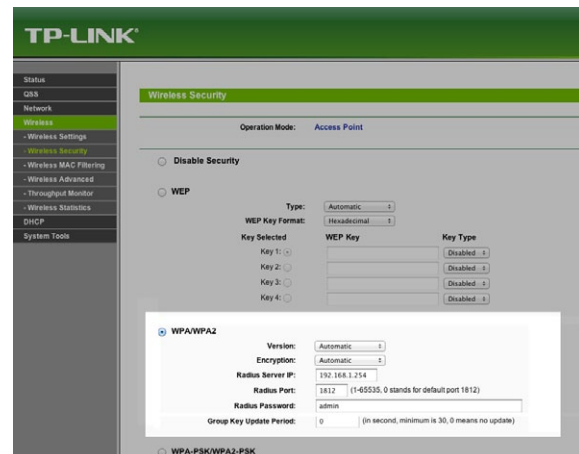 TP-LINK®
Status
QSS
Network
Wireless
- Wireless Settings
- Wireless Security
- Wireless MAC Filtering
- Wireless Advanced
- Throughput Monitor
- Wireless Statistics
DHCP
System Tools
Wireless Security
Operation Mode: Access Point
Disable Security
WEP
Type: Automatic
WEP Key Format: Hexadecimal
Key Selected WEP Key Key Type
Key 1: Disabled
Key 2: Disabled
Key 3: Disabled
Key 4: Disabled
WPA/WPA2
Version: Automatic
Encryption: Automatic
Radius Server IP: 192.168.1.254
Radius Port: 1812 (1-65535, 0 stands for default port 1812)
Radius Password: admin
Group Key Update Period: 0 (in second, minimum is 30, 0 means no update)
WPA-PSK/WPA2-PSK